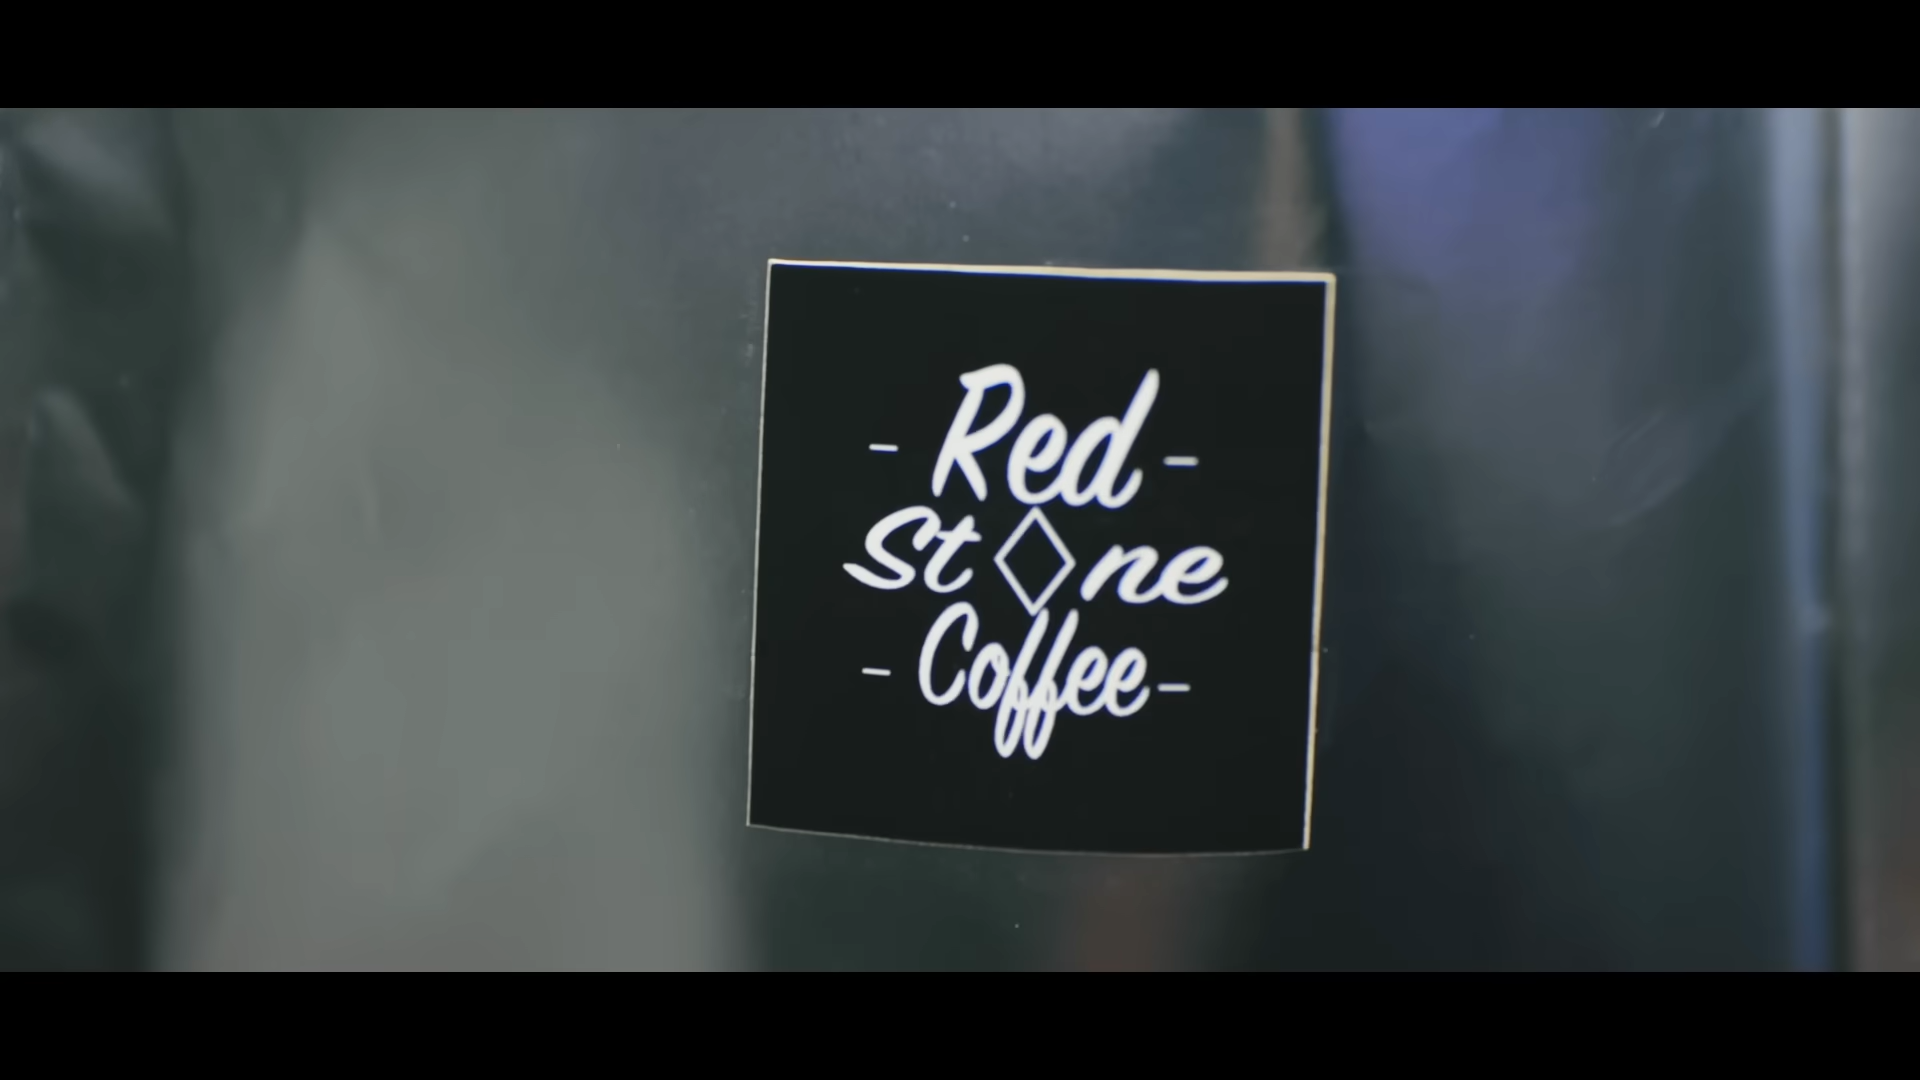 - Red -
St◇ne
- Coffee -